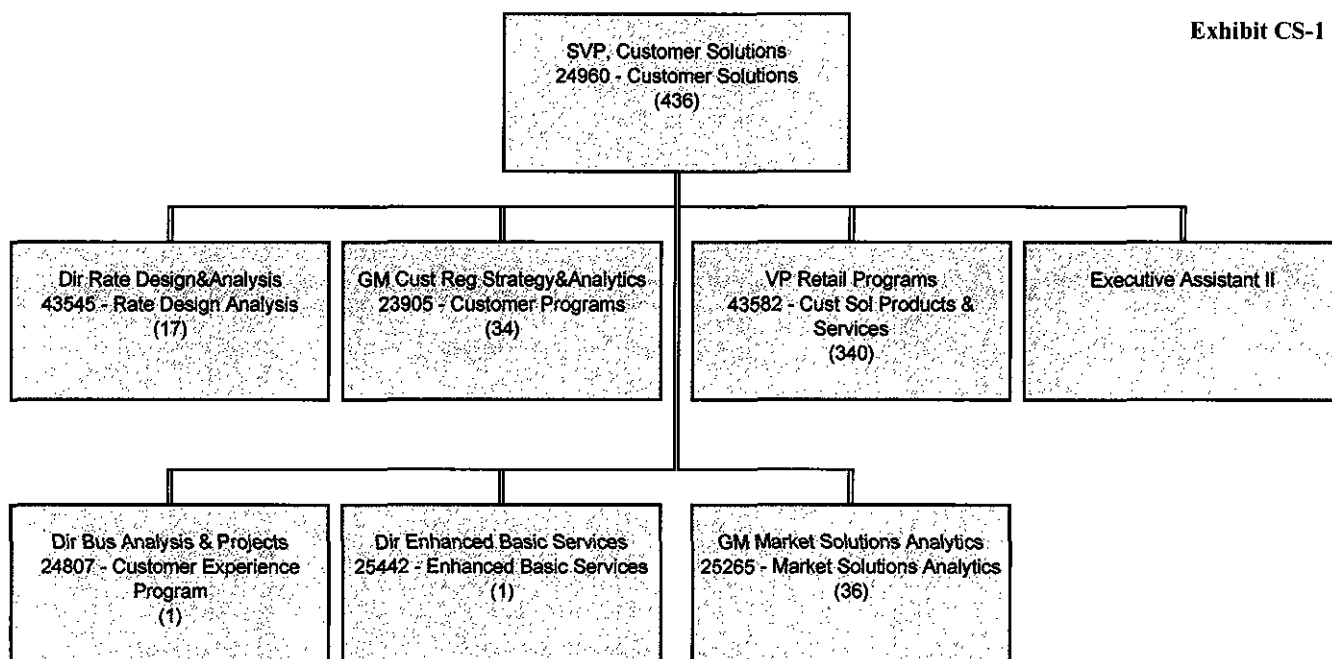 Exhibit CS-1
SVP, Customer Solutions
24960 - Customer Solutions
(436)
Dir Rate Design&Analysis
43545 - Rate Design Analysis
(17)
GM Cust Reg Strategy&Analytics
23905 - Customer Programs
(34)
VP Retail Programs
43582 - Cust Sol Products &
Services
(340)
Executive Assistant II
Dir Bus Analysis & Projects
24807 - Customer Experience
Program
(1)
Dir Enhanced Basic Services
25442 - Enhanced Basic Services
(1)
GM Market Solutions Analytics
25265 - Market Solutions Analytics
(36)